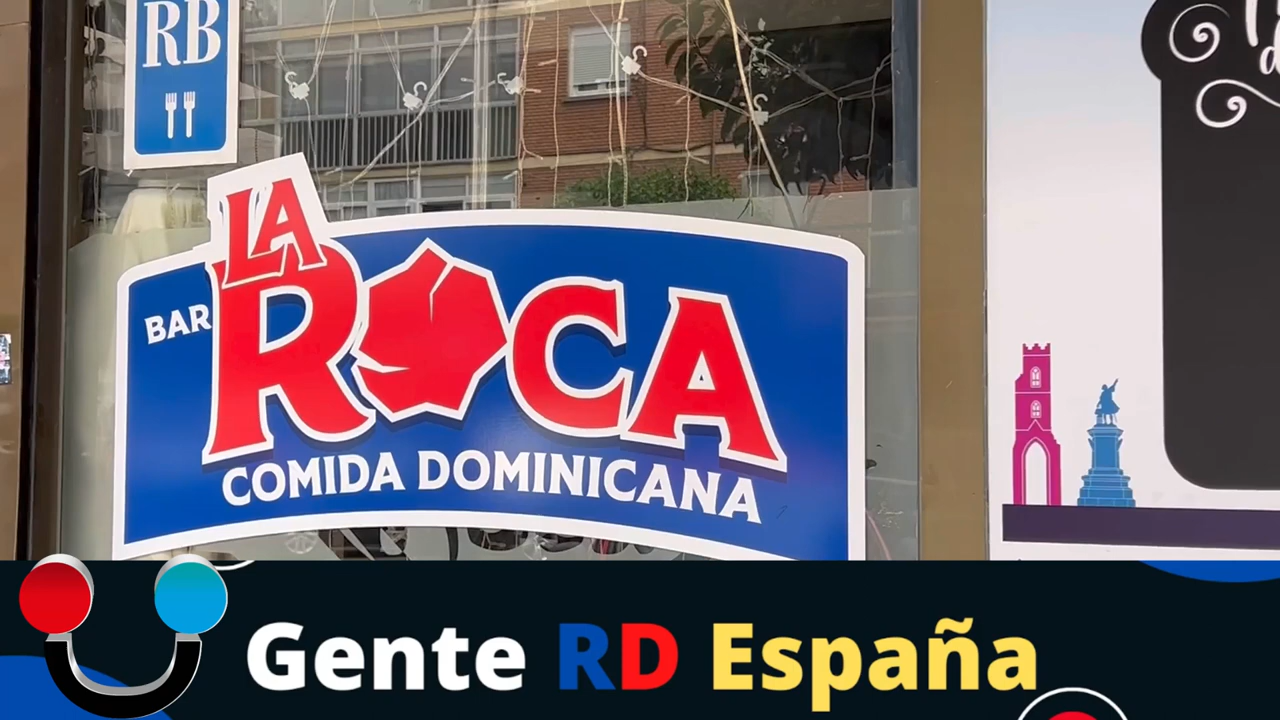 RB
LA
BAR ROCA
COMIDA DOMINICANA
Gente RD España